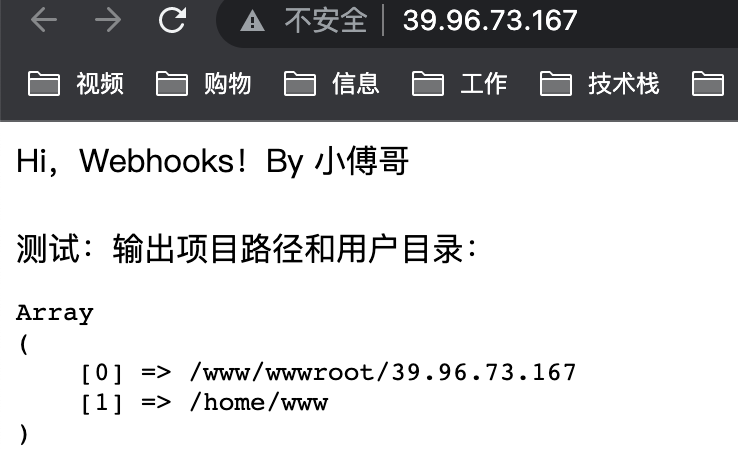 不安全 39.96.73.167
视频 购物 信息 工作 技术栈
Hi，Webhooks！By 小傅哥
测试：输出项目路径和用户目录：
Array
(
    [0] => /www/wwwroot/39.96.73.167
    [1] => /home/www
)